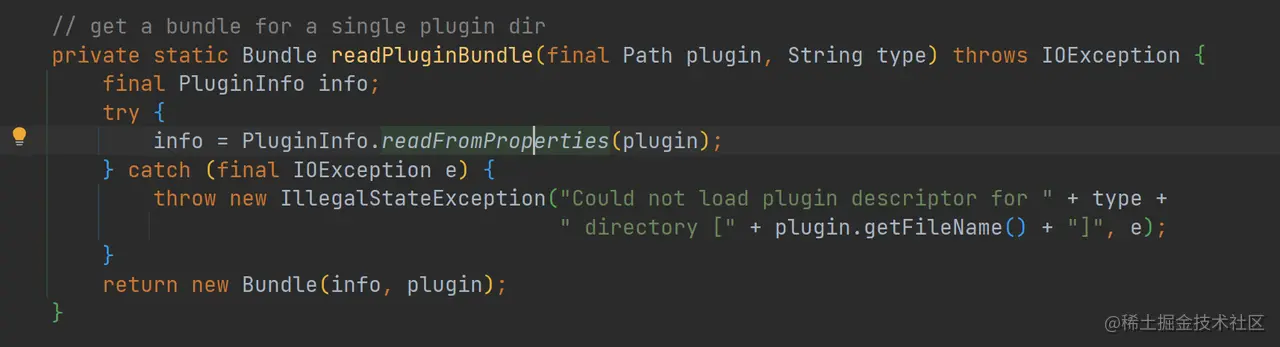 // get a bundle for a single plugin dir
private static Bundle readPluginBundle(final Path plugin, String type) throws IOException {
final PluginInfo info;
try {
info = PluginInfo.readFromProperties(plugin);
} catch (final IOException e) {
throw new IllegalStateException("Could not load plugin descriptor for " + type +
" directory [" + plugin.getFileName() + "]", e);
}
return new Bundle(info, plugin);
}
@稀土掘金技术社区